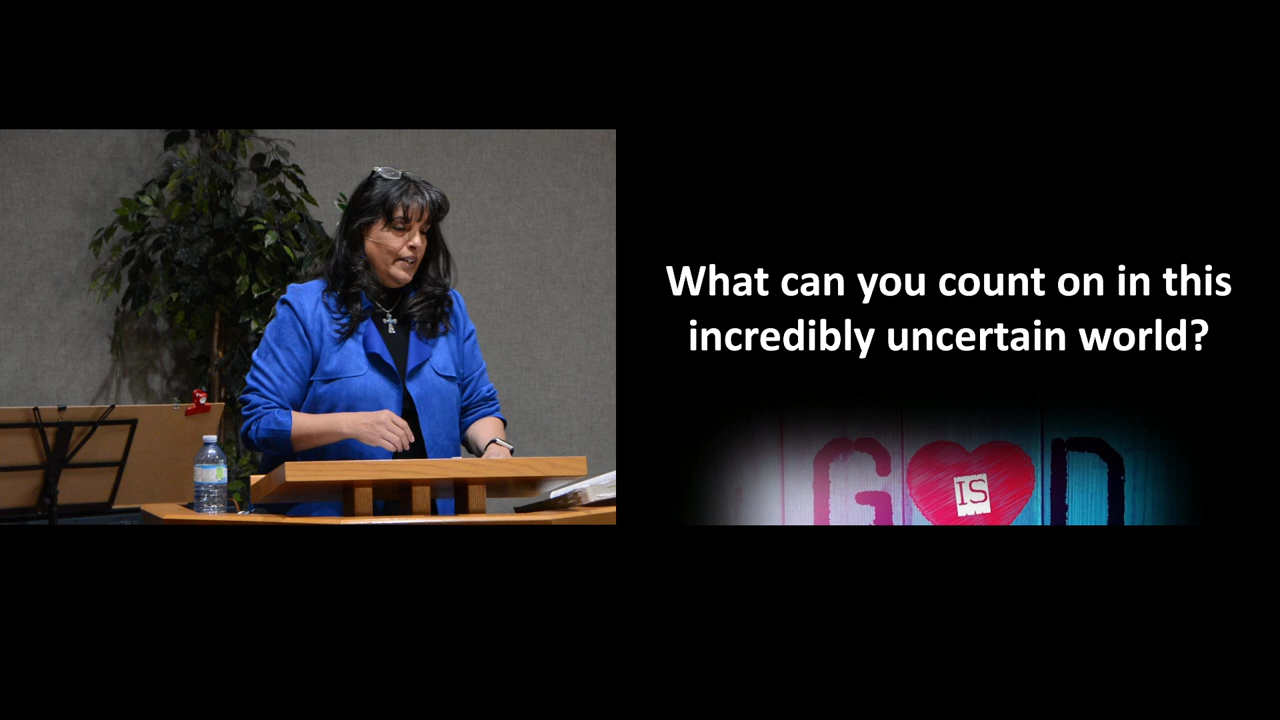 What can you count on in this
incredibly uncertain world?
G D
IS